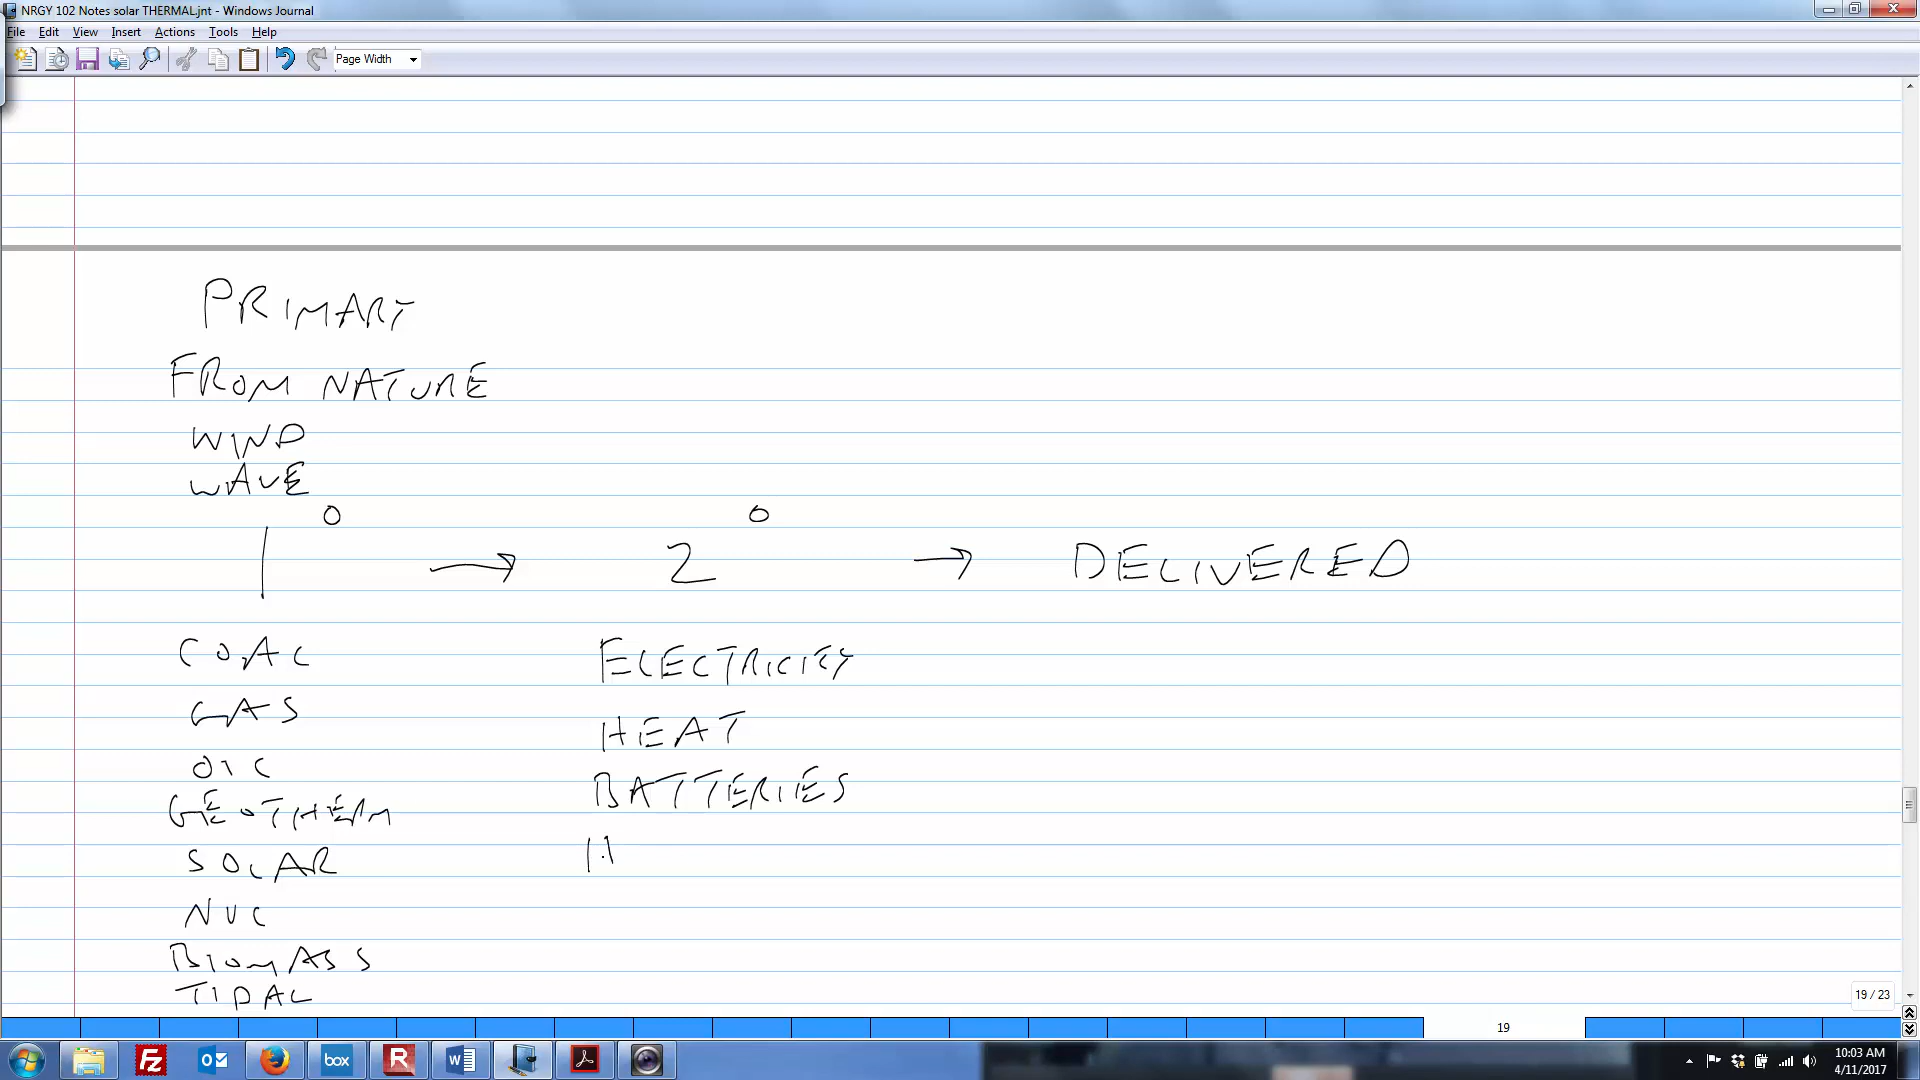 NRGY 102 Notes solar THERMAL.jnt - Windows Journal
File Edit View Insert Actions Tools Help
Page Width
PRIMARY
FROM NATURE
WIND
WAVE
1° → 2° → DELIVERED
COAL
GAS
OIL
GEOTHERM
SOLAR
NUC
BIOMASS
TIDAL
ELECTRICITY
HEAT
BATTERIES
H
19 / 23
19
Fz
box
R
W
10:03 AM
4/11/2017